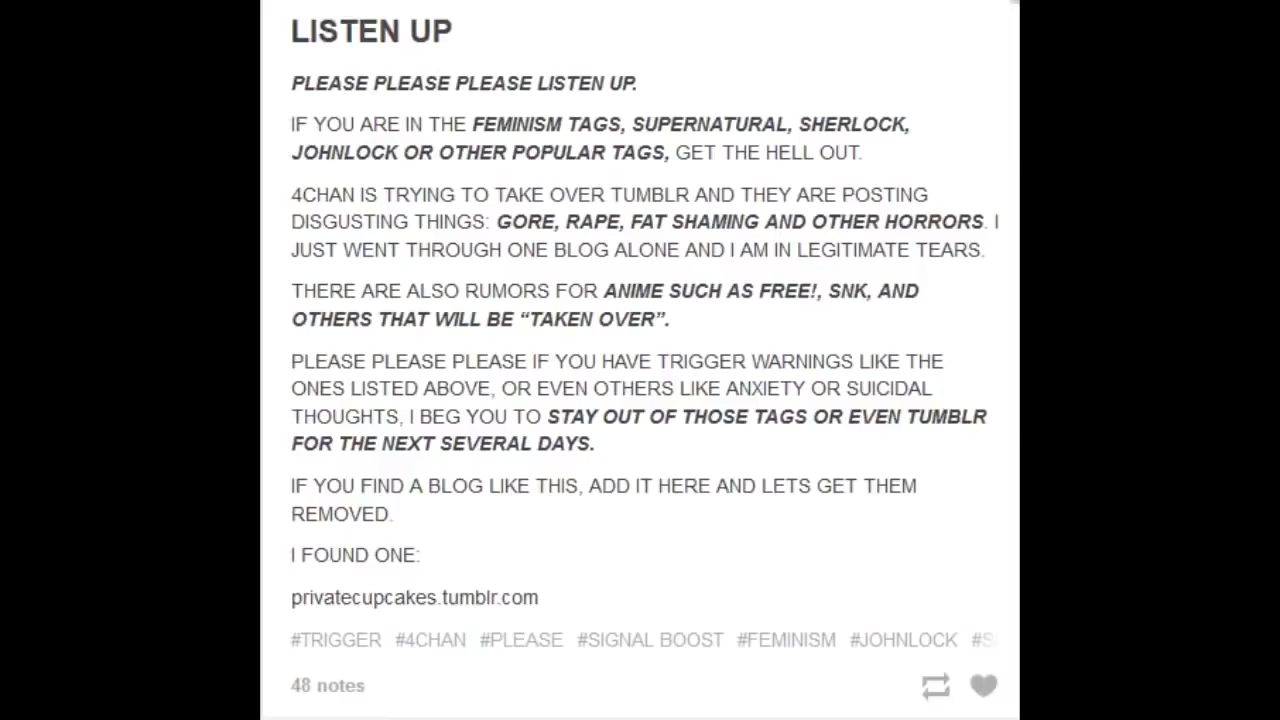 LISTEN UP
PLEASE PLEASE PLEASE LISTEN UP.
IF YOU ARE IN THE FEMINISM TAGS, SUPERNATURAL, SHERLOCK,
JOHNLOCK OR OTHER POPULAR TAGS, GET THE HELL OUT.
4CHAN IS TRYING TO TAKE OVER TUMBLR AND THEY ARE POSTING
DISGUSTING THINGS: GORE, RAPE, FAT SHAMING AND OTHER HORRORS. I
JUST WENT THROUGH ONE BLOG ALONE AND I AM IN LEGITIMATE TEARS.
THERE ARE ALSO RUMORS FOR ANIME SUCH AS FREE!, SNK, AND
OTHERS THAT WILL BE “TAKEN OVER”.
PLEASE PLEASE PLEASE IF YOU HAVE TRIGGER WARNINGS LIKE THE
ONES LISTED ABOVE, OR EVEN OTHERS LIKE ANXIETY OR SUICIDAL
THOUGHTS, I BEG YOU TO STAY OUT OF THOSE TAGS OR EVEN TUMBLR
FOR THE NEXT SEVERAL DAYS.
IF YOU FIND A BLOG LIKE THIS, ADD IT HERE AND LETS GET THEM
REMOVED.
I FOUND ONE:
privatecupcakes.tumblr.com
#TRIGGER #4CHAN #PLEASE #SIGNAL BOOST #FEMINISM #JOHNLOCK
48 notes